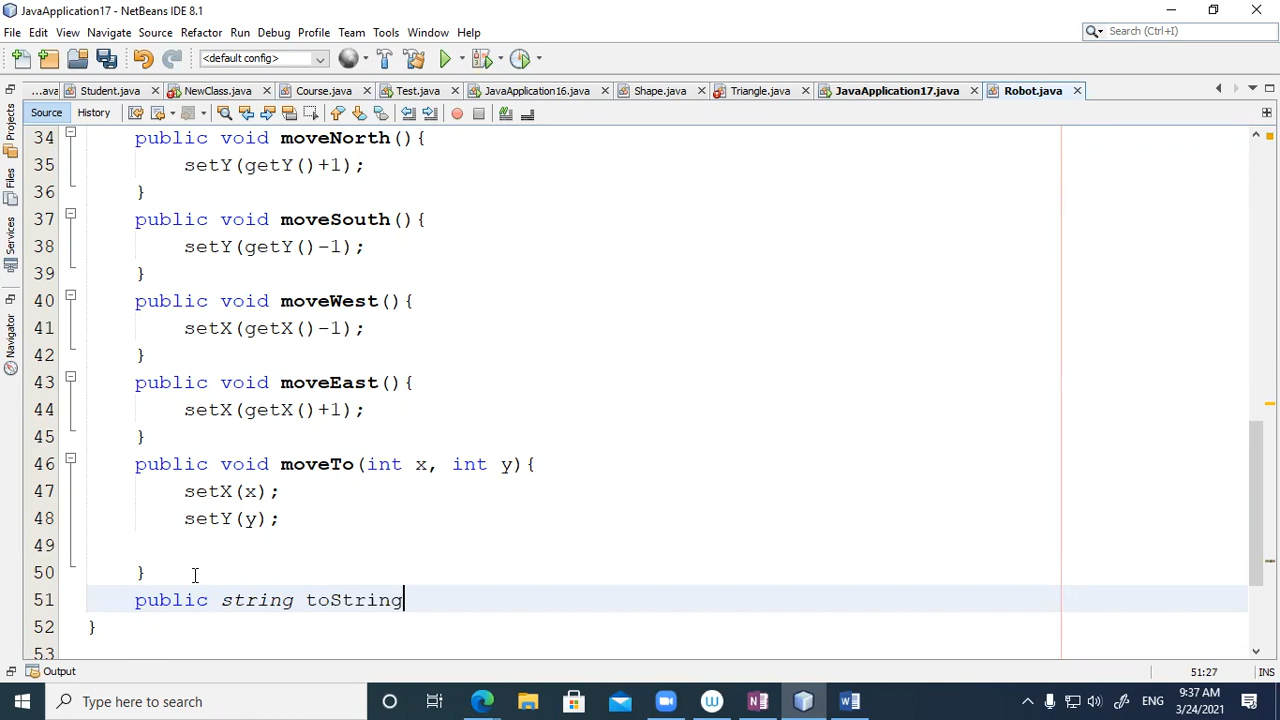 JavaApplication17 - NetBeans IDE 8.1
File Edit View Navigate Source Refactor Run Debug Profile Team Tools Window Help
Search (Ctrl+I)
<default config>
...ava Student.java NewClass.java Course.java Test.java JavaApplication16.java Shape.java Triangle.java JavaApplication17.java Robot.java
Source History
Projects
Files
Services
Navigator
34 public void moveNorth(){
35 setY(getY()+1);
36 }
37 public void moveSouth(){
38 setY(getY()-1);
39 }
40 public void moveWest(){
41 setX(getX()-1);
42 }
43 public void moveEast(){
44 setX(getX()+1);
45 }
46 public void moveTo(int x, int y){
47 setX(x);
48 setY(y);
49
50 }
51 public string toString
52 }
53
Output
51:27 INS
Type here to search
ENG
9:37 AM
3/24/2021